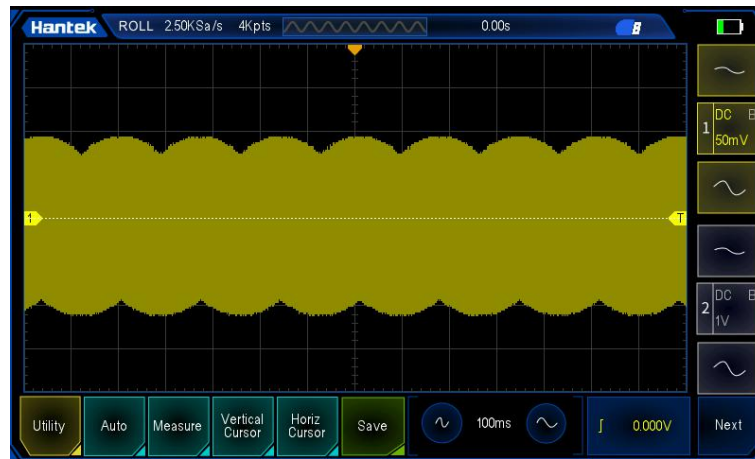 Hantek ROLL 2.50KSa/s 4Kpts 0.00s
1 DC B
50mV
1 T
2 DC B
1V
Utility Auto Measure Vertical Cursor Horiz Cursor Save 100ms 0.000V Next